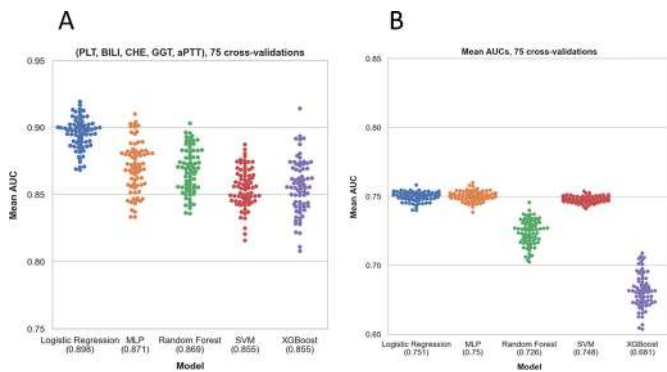 A
(PLT, BILI, CHE, GGT, aPTT), 75 cross-validations
0.95
0.90
0.85
0.80
0.75
Mean AUC
Logistic Regression MLP Random Forest SVM XGBoost
(0.898) (0.871) (0.869) (0.855) (0.855)
Model
B
Mean AUCs, 75 cross-validations
0.85
0.80
0.75
0.70
0.65
Mean AUC
Logistic Regression MLP Random Forest SVM XGBoost
(0.751) (0.75) (0.726) (0.748) (0.681)
Model